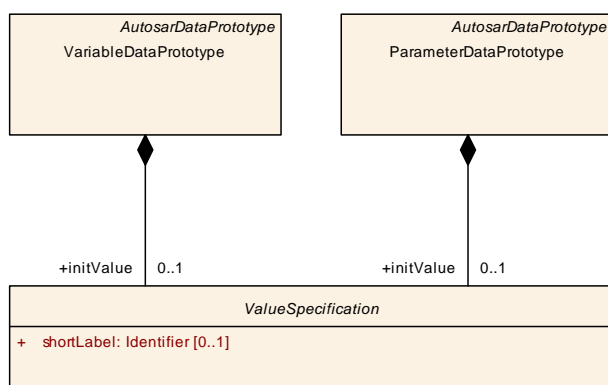 AutosarDataPrototype
VariableDataPrototype
AutosarDataPrototype
ParameterDataPrototype
+initValue 0..1
+initValue 0..1
ValueSpecification
+ shortLabel: Identifier [0..1]